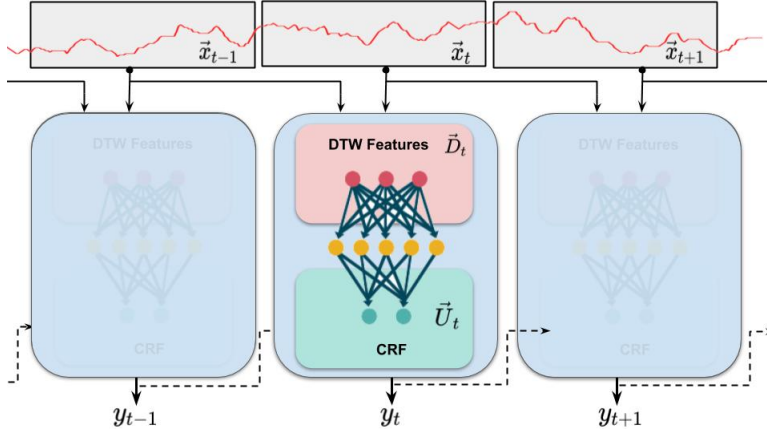 x⃗ₜ₋₁ x⃗ₜ x⃗ₜ₊₁
DTW Features DTW Features D⃗ₜ DTW Features
U⃗ₜ
CRF CRF CRF
yₜ₋₁ yₜ yₜ₊₁